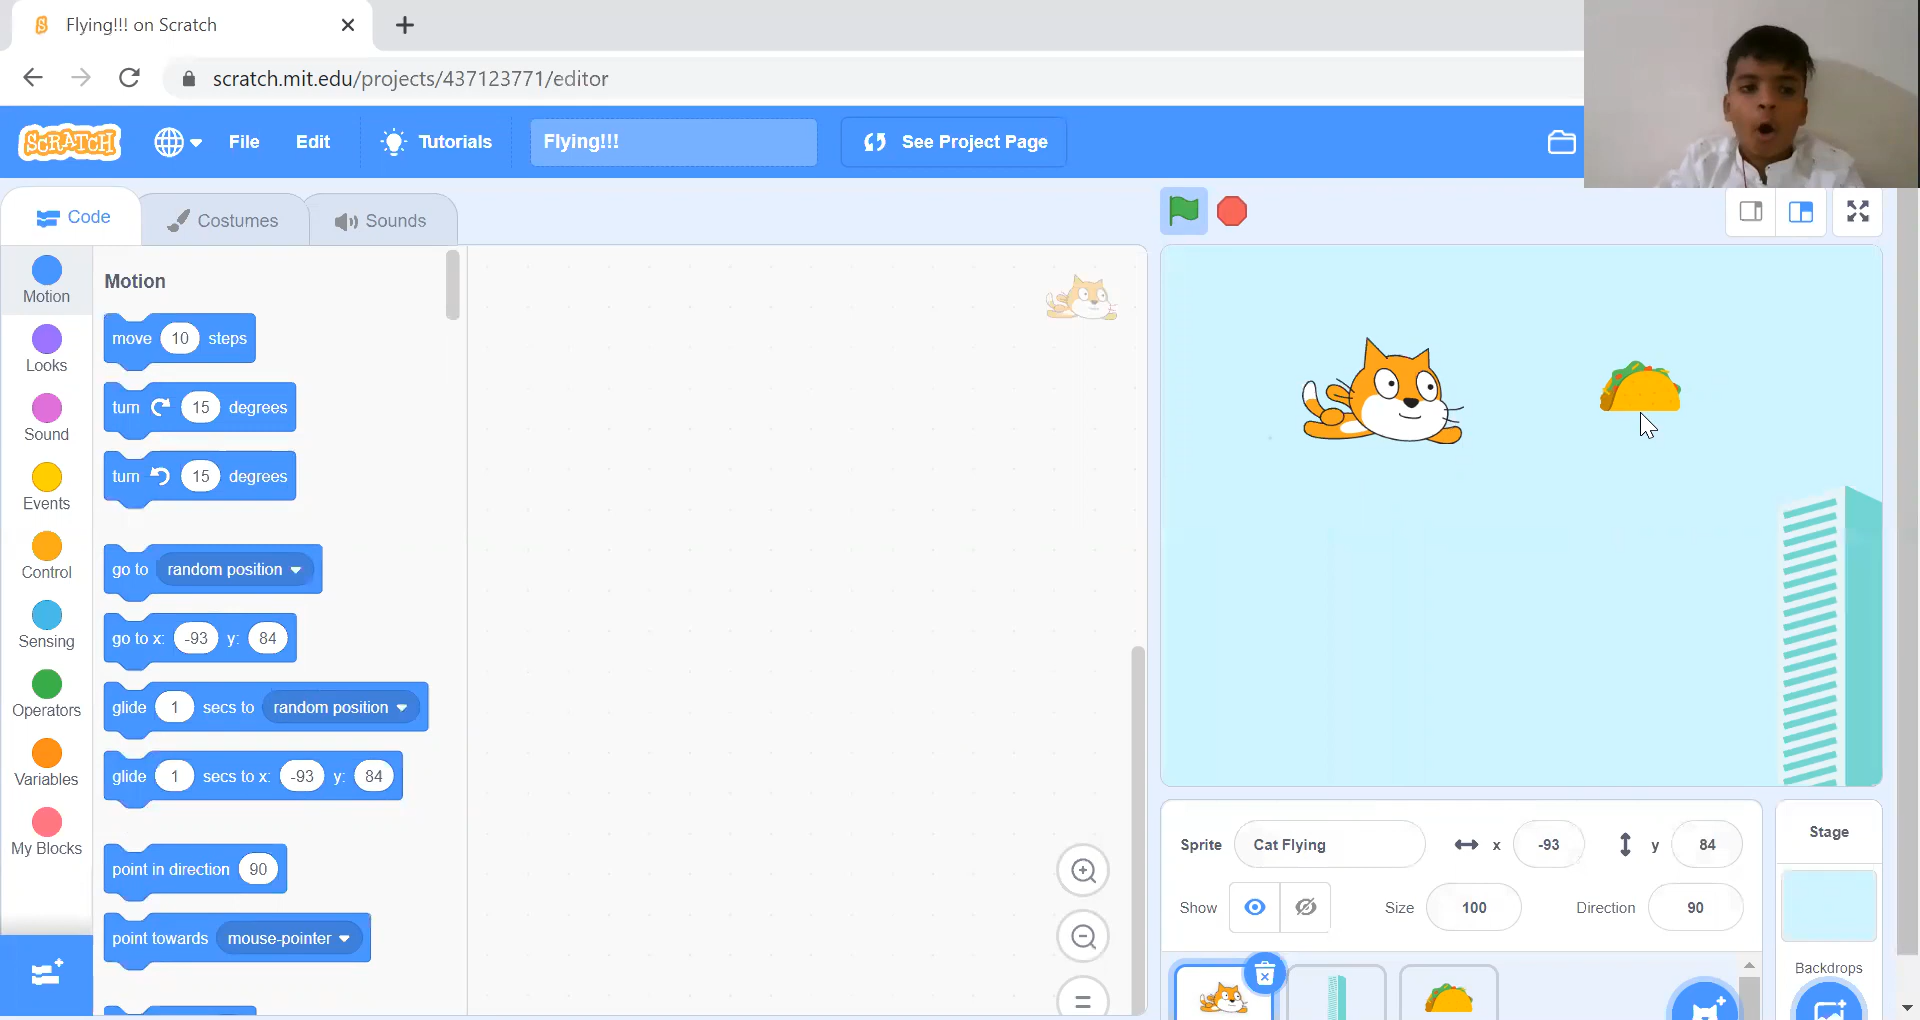 Flying!!! on Scratch
scratch.mit.edu/projects/437123771/editor
SCRATCH
File
Edit
Tutorials
Flying!!!
See Project Page
Code
Costumes
Sounds
Motion
Looks
Sound
Events
Control
Sensing
Operators
Variables
My Blocks
Motion
move 10 steps
turn 15 degrees
turn 15 degrees
go to random position
go to x: -93 y: 84
glide 1 secs to random position
glide 1 secs to x: -93 y: 84
point in direction 90
point towards mouse-pointer
Sprite Cat Flying x -93 y 84
Show Size 100 Direction 90
Stage
Backdrops